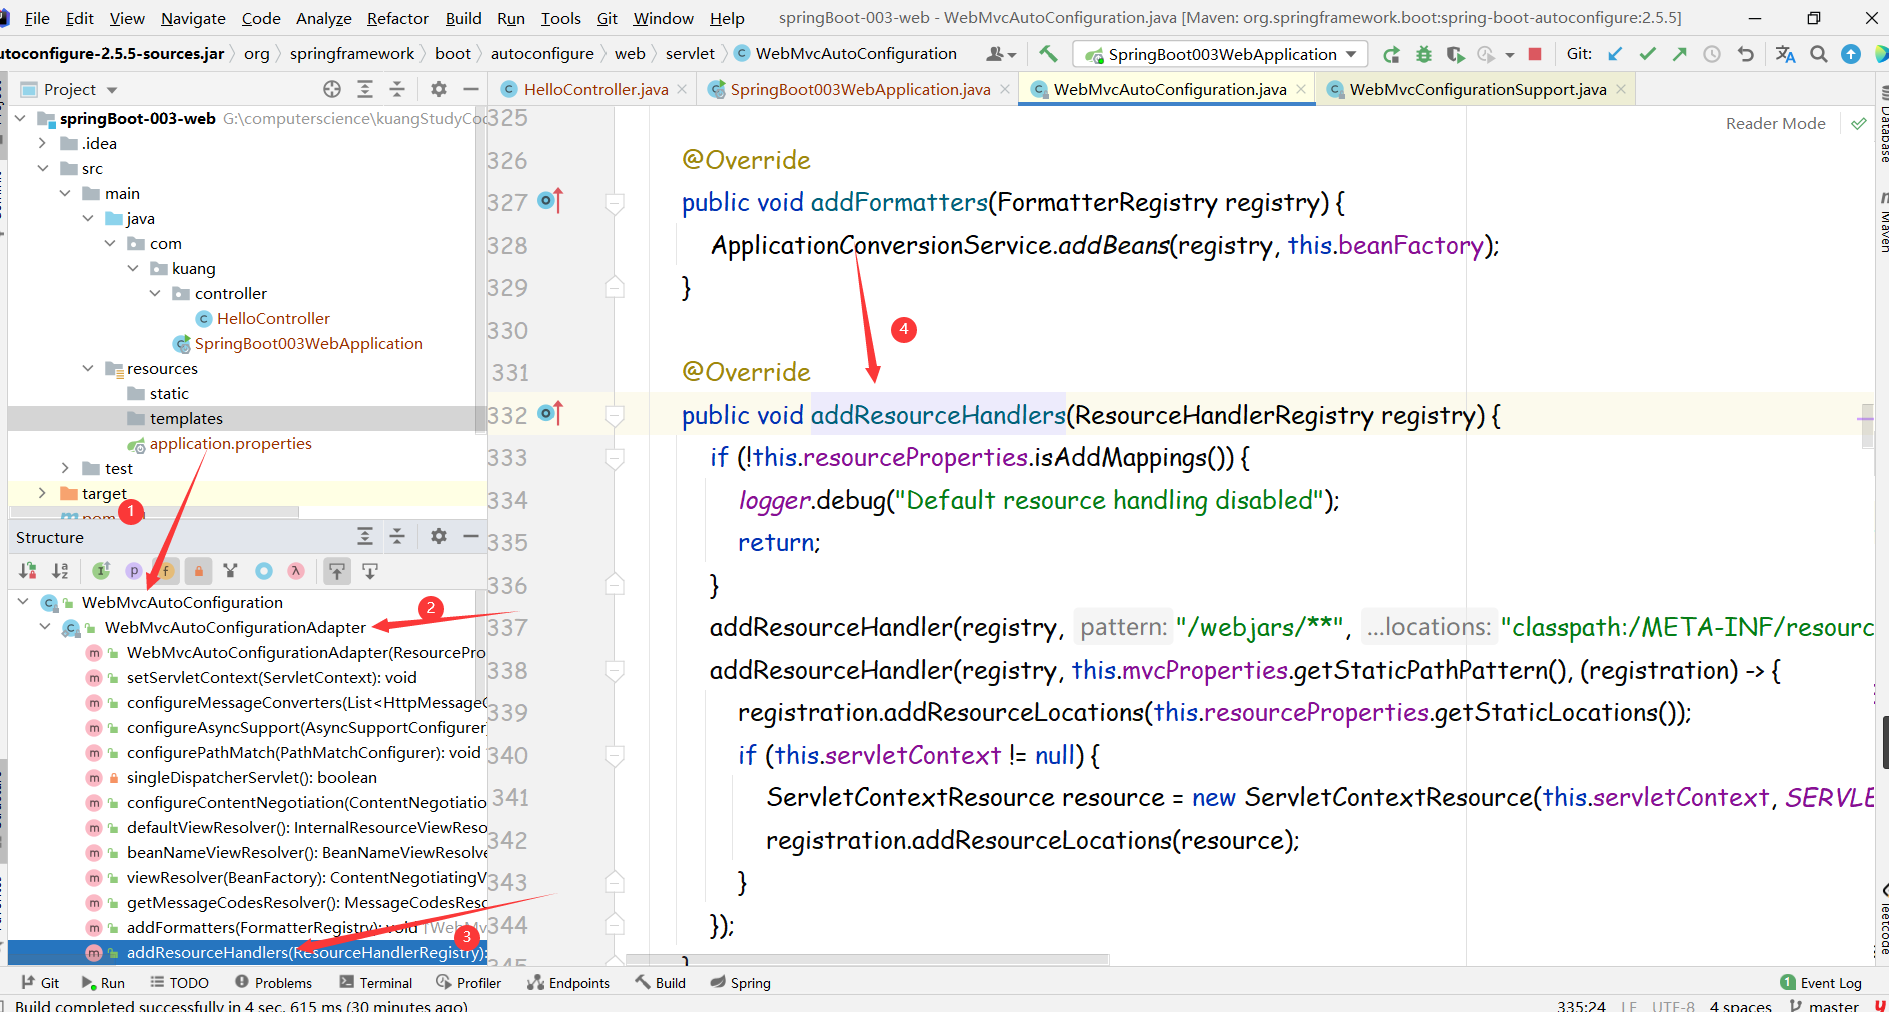 File Edit View Navigate Code Analyze Refactor Build Run Tools Git Window Help springBoot-003-web - WebMvcAutoConfiguration.java [Maven: org.springframework.boot:spring-boot-autoconfigure:2.5.5]
utoconfigure-2.5.5-sources.jar org springframework boot autoconfigure web servlet WebMvcAutoConfiguration SpringBoot003WebApplication Git:
Project HelloController.java SpringBoot003WebApplication.java WebMvcAutoConfiguration.java WebMvcConfigurationSupport.java
springBoot-003-web G:\computerscience\kuangStudyCo
.idea
src
main
java
com
kuang
controller
HelloController
SpringBoot003WebApplication
resources
static
templates
application.properties
test
target
1
Structure
WebMvcAutoConfiguration
WebMvcAutoConfigurationAdapter
2
WebMvcAutoConfigurationAdapter(ResourcePro
setServletContext(ServletContext): void
configureMessageConverters(List<HttpMessageC
configureAsyncSupport(AsyncSupportConfigurer
configurePathMatch(PathMatchConfigurer): void
singleDispatcherServlet(): boolean
configureContentNegotiation(ContentNegotiatio
defaultViewResolver(): InternalResourceViewReso
beanNameViewResolver(): BeanNameViewResolve
viewResolver(BeanFactory): ContentNegotiatingV
getMessageCodesResolver(): MessageCodesReso
addFormatters(FormatterRegistry): void
addResourceHandlers(ResourceHandlerRegistry):
3
Reader Mode
325
326 @Override
327 public void addFormatters(FormatterRegistry registry) {
328 ApplicationConversionService.addBeans(registry, this.beanFactory);
329 }
330
4
331 @Override
332 public void addResourceHandlers(ResourceHandlerRegistry registry) {
333 if (!this.resourceProperties.isAddMappings()) {
334 logger.debug("Default resource handling disabled");
335 return;
336 }
337 addResourceHandler(registry, pattern: "/webjars/**", ...locations: "classpath:/META-INF/resourc
338 addResourceHandler(registry, this.mvcProperties.getStaticPathPattern(), (registration) -> {
339 registration.addResourceLocations(this.resourceProperties.getStaticLocations());
340 if (this.servletContext != null) {
341 ServletContextResource resource = new ServletContextResource(this.servletContext, SERVLE
342 registration.addResourceLocations(resource);
343 }
344 });
345 }
Database
Maven
leetcode
Git Run TODO Problems Terminal Profiler Endpoints Build Spring 1 Event Log
Build completed successfully in 4 sec, 615 ms (30 minutes ago) 335:24 LF UTF-8 4 spaces master